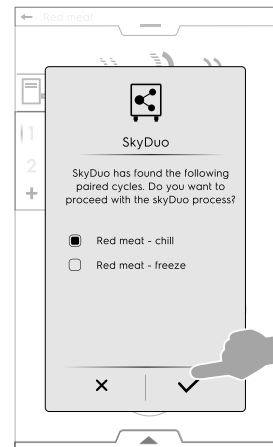 ← Red meat
1
2
+
SkyDuo
SkyDuo has found the following
paired cycles. Do you want to
proceed with the skyDuo process?
Red meat - chill
Red meat - freeze